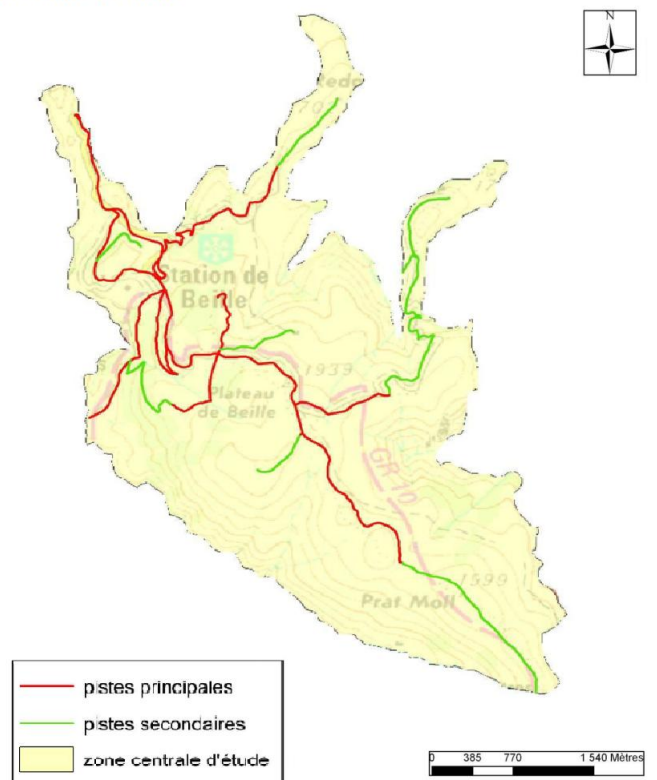 N
Station de
Beille
1939
Plateau
de Beille
GR 10
1599
Prat Moll
pistes principales
pistes secondaires
zone centrale d'étude
0 385 770 1 540 Mètres